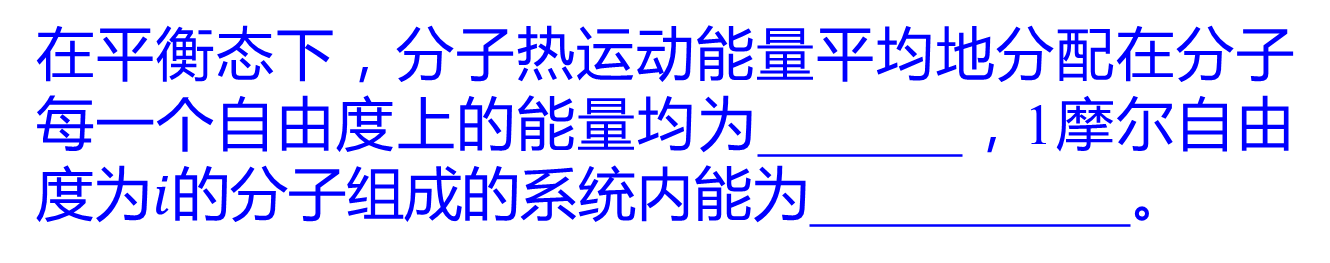 在平衡态下，分子热运动能量平均地分配在分子
每一个自由度上的能量均为________，1摩尔自由
度为i的分子组成的系统内能为____________。